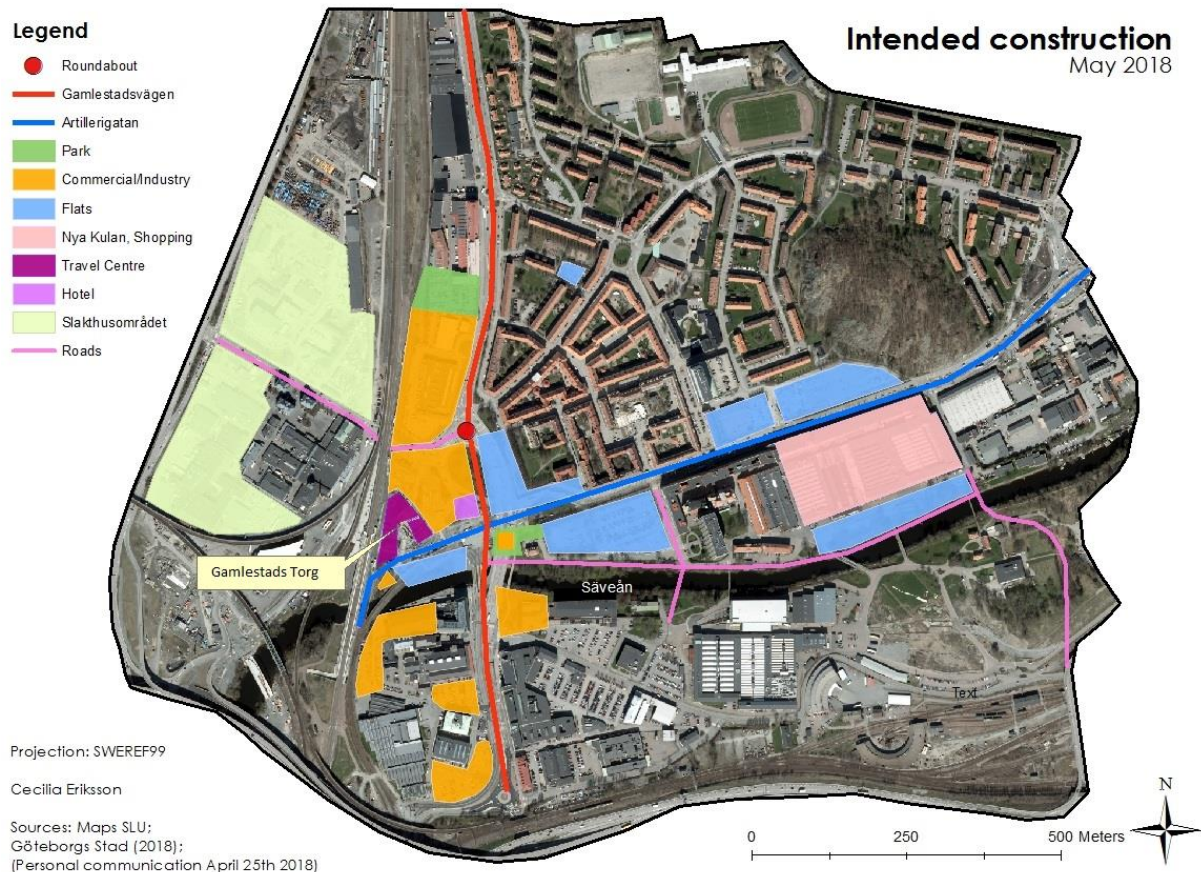 Legend
Roundabout
Gamlestadsvägen
Artillerigatan
Park
Commercial/Industry
Flats
Nya Kulan, Shopping
Travel Centre
Hotel
Slakthusområdet
Roads
Intended construction
May 2018
Gamlestads Torg
Säveån
Text
Projection: SWEREF99
Cecilia Eriksson
Sources: Maps SLU;
Göteborgs Stad (2018);
(Personal communication April 25th 2018)
0 250 500 Meters
N